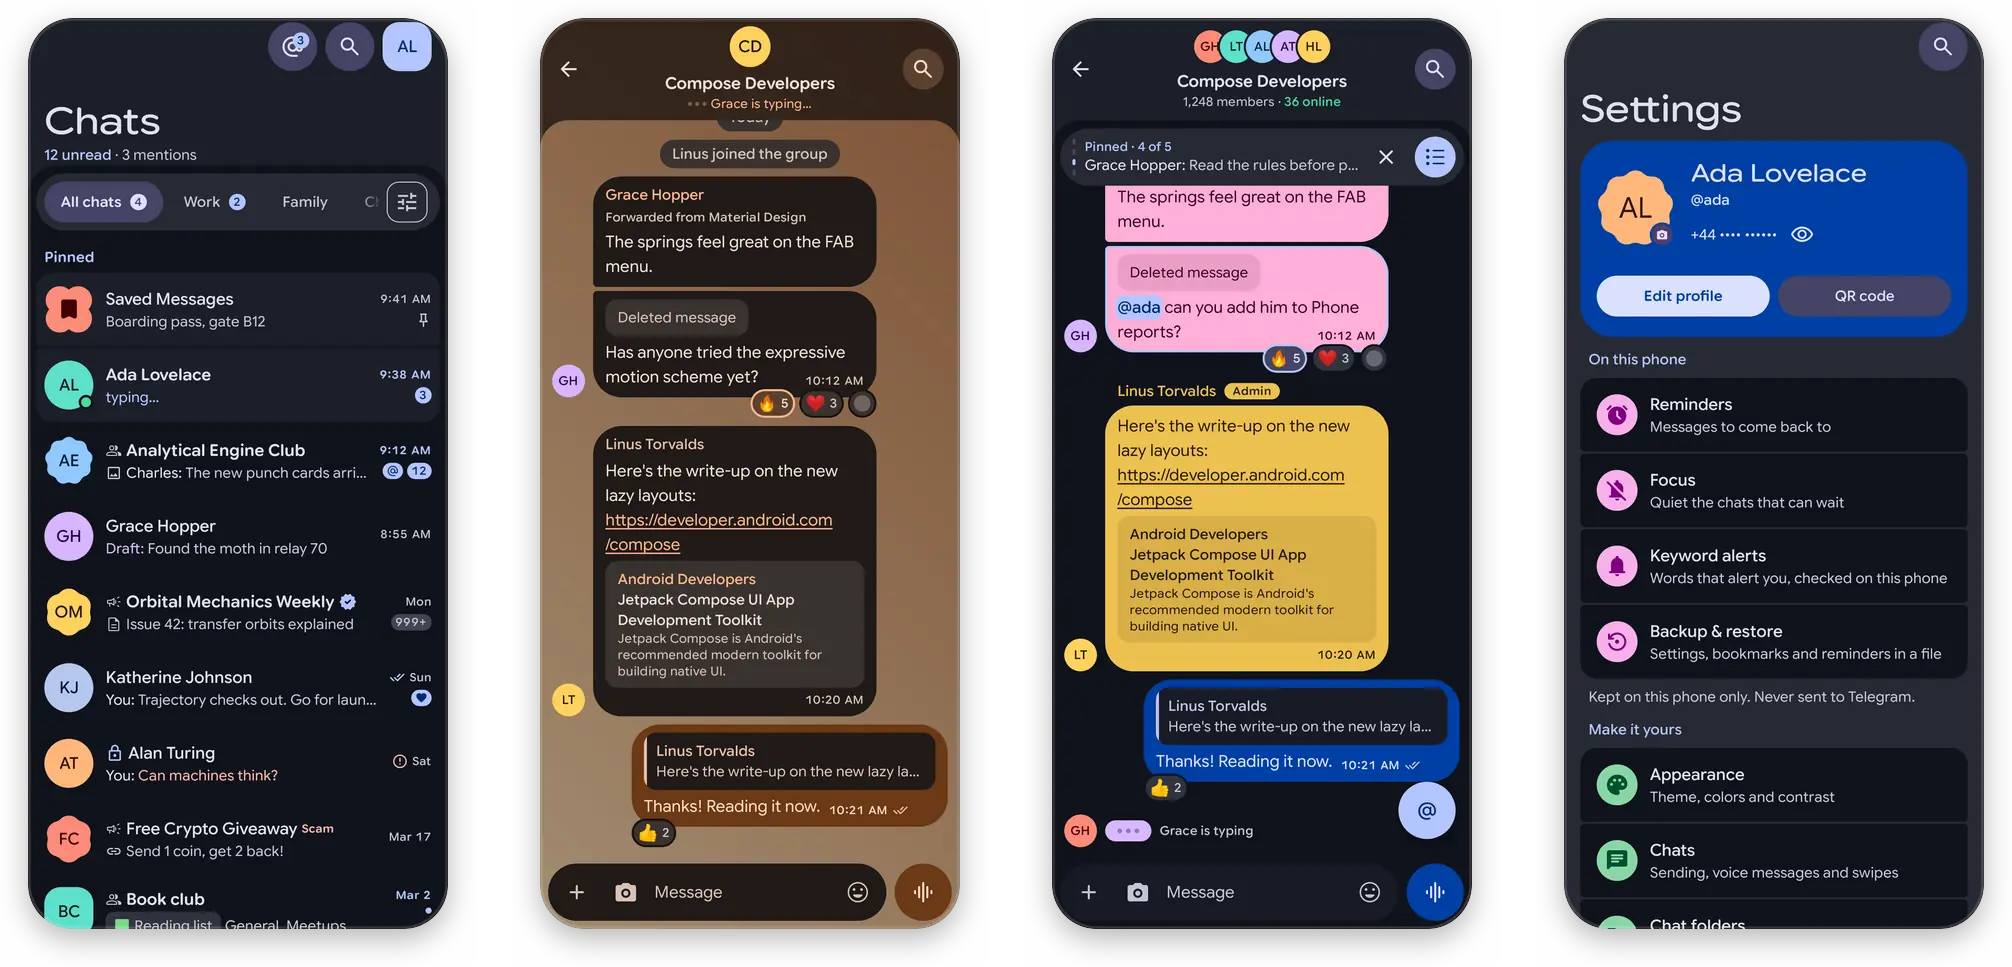 3
AL
Chats
12 unread · 3 mentions
All chats 4
Work 2
Family
Pinned
Saved Messages
9:41 AM
Boarding pass, gate B12
AL
Ada Lovelace
9:38 AM
typing...
3
AE
Analytical Engine Club
9:12 AM
Charles: The new punch cards arri...
@ 12
GH
Grace Hopper
8:55 AM
Draft: Found the moth in relay 70
OM
Orbital Mechanics Weekly
Mon
Issue 42: transfer orbits explained
999+
KJ
Katherine Johnson
Sun
You: Trajectory checks out. Go for laun...
AT
Alan Turing
Sat
You: Can machines think?
FC
Free Crypto Giveaway Scam
Mar 17
Send 1 coin, get 2 back!
BC
Book club
Mar 2
Reading list General, Meetups
CD
Compose Developers
Grace is typing...
Today
Linus joined the group
Grace Hopper
Forwarded from Material Design
The springs feel great on the FAB
menu.
Deleted message
Has anyone tried the expressive
motion scheme yet?
10:12 AM
GH
5
3
Linus Torvalds
Here's the write-up on the new
lazy layouts:
https://developer.android.com
/compose
Android Developers
Jetpack Compose UI App
Development Toolkit
Jetpack Compose is Android's
recommended modern toolkit for
building native UI.
10:20 AM
LT
Linus Torvalds
Here's the write-up on the new lazy la...
Thanks! Reading it now.
10:21 AM
2
Message
GH LT AL AT HL
Compose Developers
1,248 members · 36 online
Pinned · 4 of 5
Grace Hopper: Read the rules before p...
The springs feel great on the FAB
menu.
Deleted message
@ada can you add him to Phone
reports?
10:12 AM
GH
5
3
Linus Torvalds Admin
Here's the write-up on the new
lazy layouts:
https://developer.android.com
/compose
Android Developers
Jetpack Compose UI App
Development Toolkit
Jetpack Compose is Android's
recommended modern toolkit for
building native UI.
10:20 AM
LT
Linus Torvalds
Here's the write-up on the new lazy la...
Thanks! Reading it now.
10:21 AM
2
@
GH
Grace is typing
Message
Settings
AL
Ada Lovelace
@ada
+44 •••• ••••••
Edit profile
QR code
On this phone
Reminders
Messages to come back to
Focus
Quiet the chats that can wait
Keyword alerts
Words that alert you, checked on this phone
Backup & restore
Settings, bookmarks and reminders in a file
Kept on this phone only. Never sent to Telegram.
Make it yours
Appearance
Theme, colors and contrast
Chats
Sending, voice messages and swipes
Chat folders